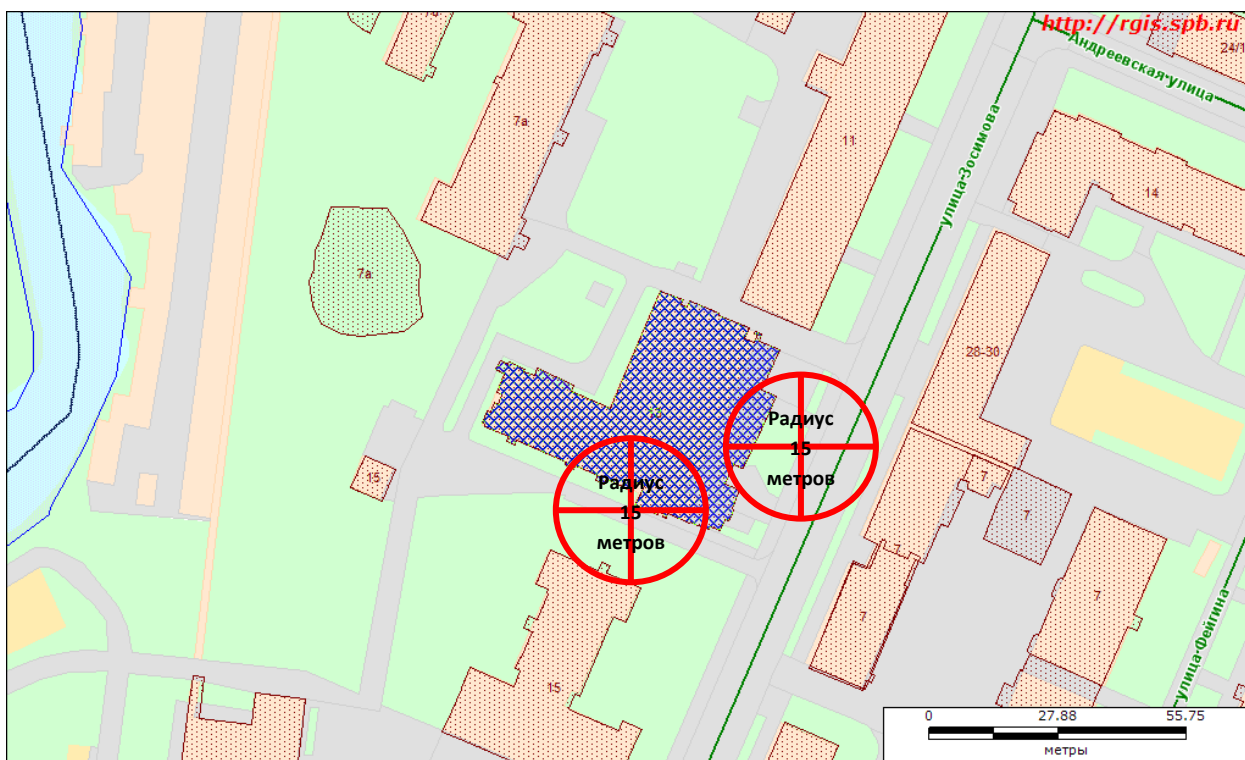 http://rgis.spb.ru
Андреевская улица
24/1
7а
11
улица Зосимова
14
7а
28-30
Радиус
15
метров
Радиус
15
метров
15
7
7
7
7
15
улица Фейгина
0 27.88 55.75
метры